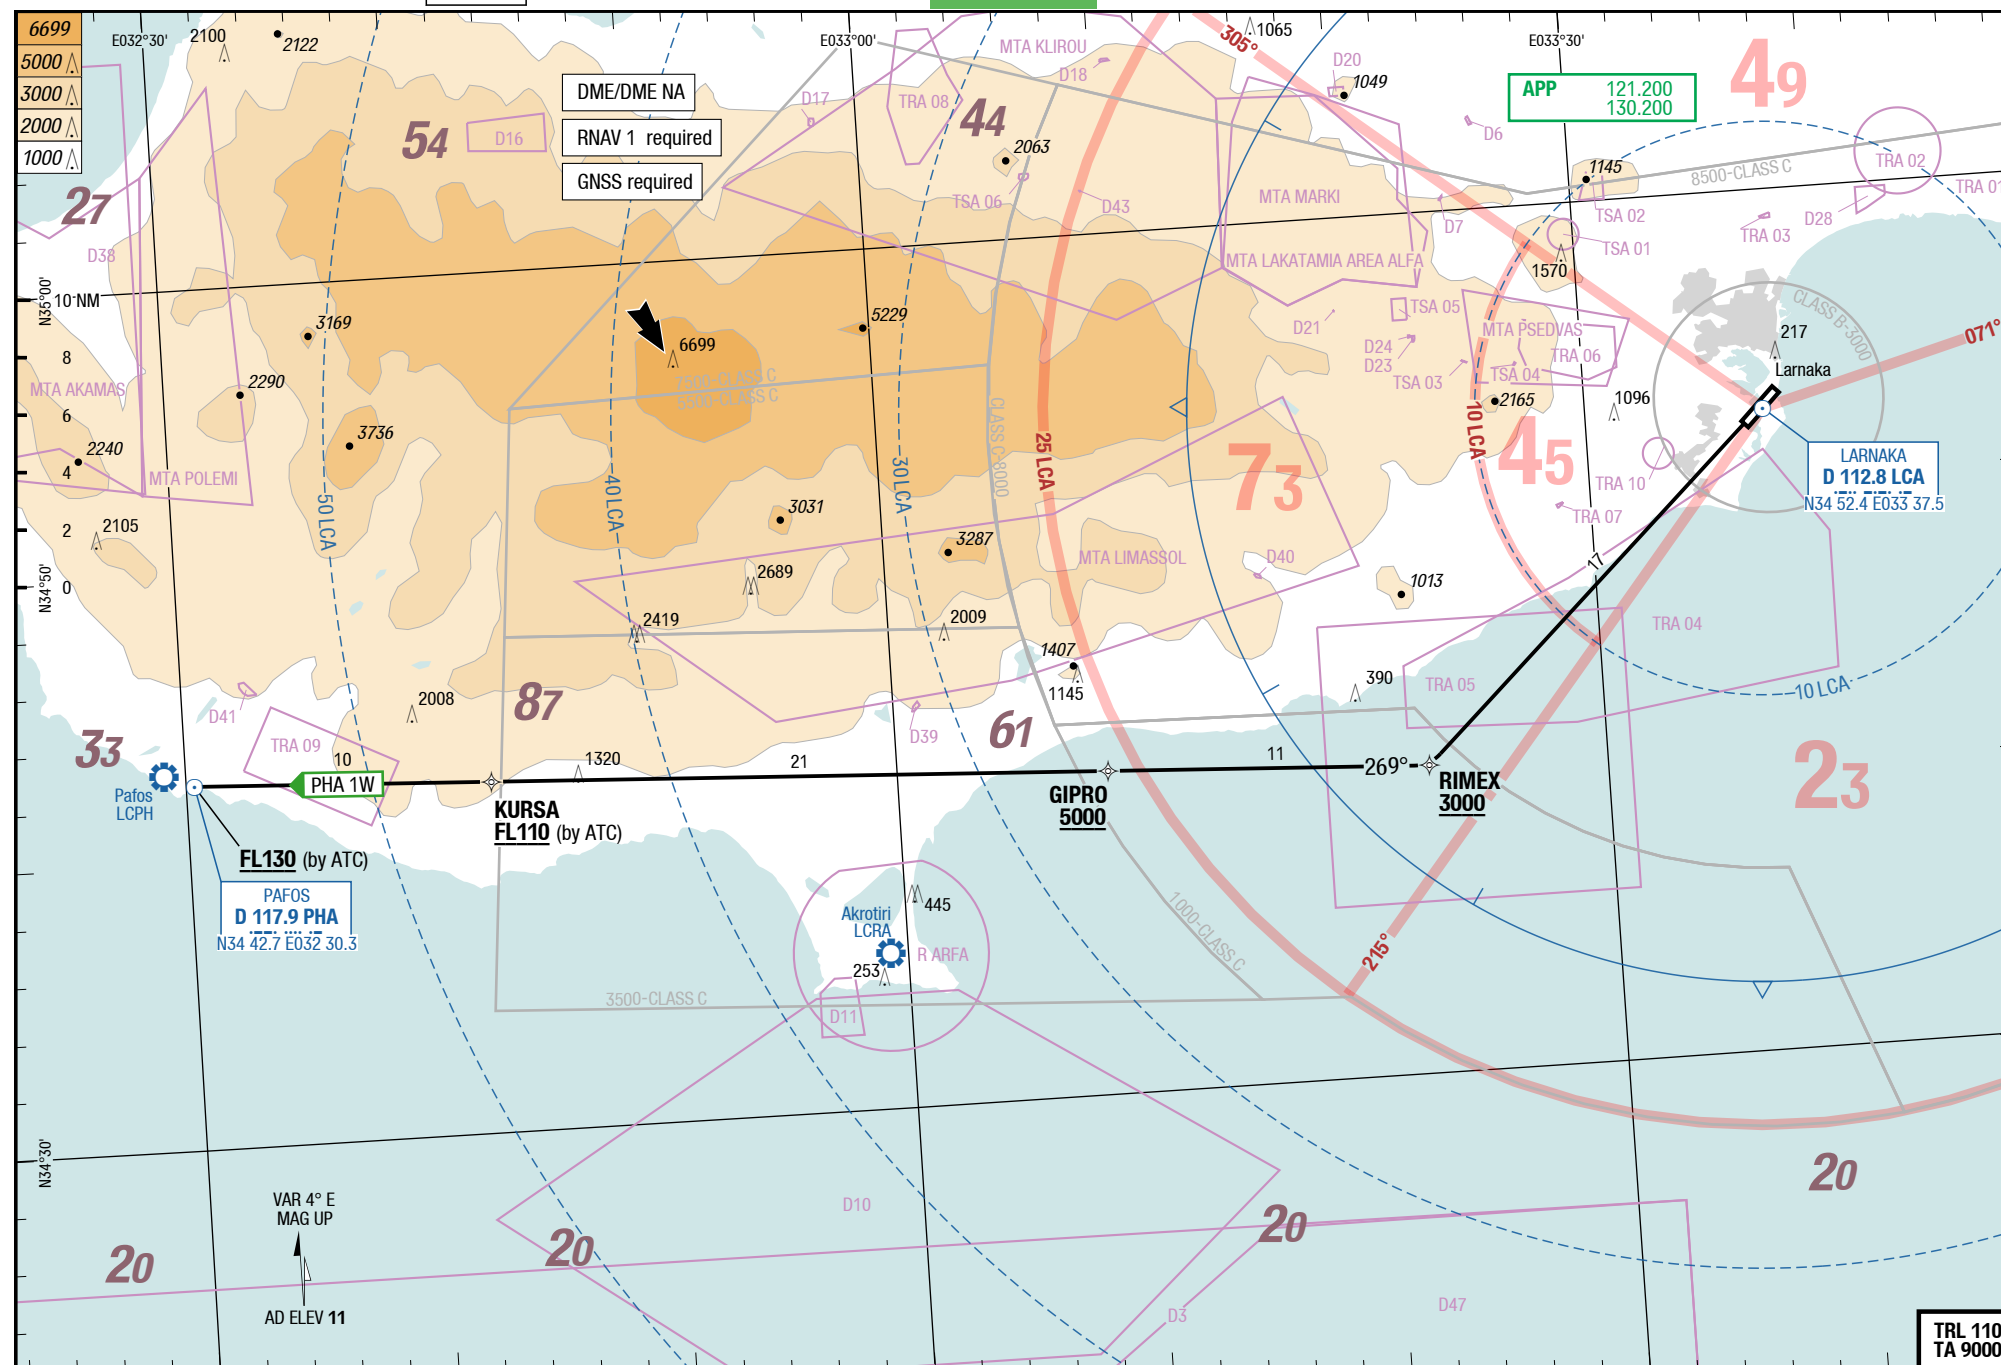 6699
5000
3000
2000
1000
E032°30'
2100
2122
E033°00'
MTA KLIROU
D18
305°
1065
E033°30'
D20
1049
49
APP 121.200
130.200
DME/DME NA
RNAV 1 required
GNSS required
54
D16
D17
TRA 08
44
2063
TSA 06
D43
MTA MARKI
D6
D7
1145
8500-CLASS C
TRA 02
TRA 01
TSA 02
D28
TRA 03
TSA 01
27
D38
MTA LAKATAMIA AREA ALFA
1570
N35°00'
10 NM
8
6
4
2
0
3169
5229
6699
7500-CLASS C
5500-CLASS C
D21
TSA 05
D24
D23
TSA 03
MTA PSEDVAS
TRA 06
TSA 04
CLASS B-3000
217
071°
Larnaka
MTA AKAMAS
2290
3736
2240
MTA POLEMI
2105
50 LCA
40 LCA
30 LCA
CLASS C-8000
25 LCA
10 LCA
2165
1096
73
45
TRA 10
TRA 07
LARNAKA
D 112.8 LCA
N34 52.4 E033 37.5
3031
3287
MTA LIMASSOL
D40
1013
N34°50'
2689
2419
2009
1407
1145
17
TRA 04
10 LCA
390
TRA 05
D41
2008
87
D39
61
33
TRA 09
10
PHA 1W
1320
21
11
269°
Pafos
LCPH
KURSA
FL110 (by ATC)
GIPRO
5000
RIMEX
3000
23
FL130 (by ATC)
PAFOS
D 117.9 PHA
N34 42.7 E032 30.3
Akrotiri
LCRA
445
R ARFA
253
D11
3500-CLASS C
1000-CLASS C
215°
N34°30'
VAR 4° E
MAG UP
AD ELEV 11
20
20
D10
20
20
D3
D47
TRL 110
TA 9000